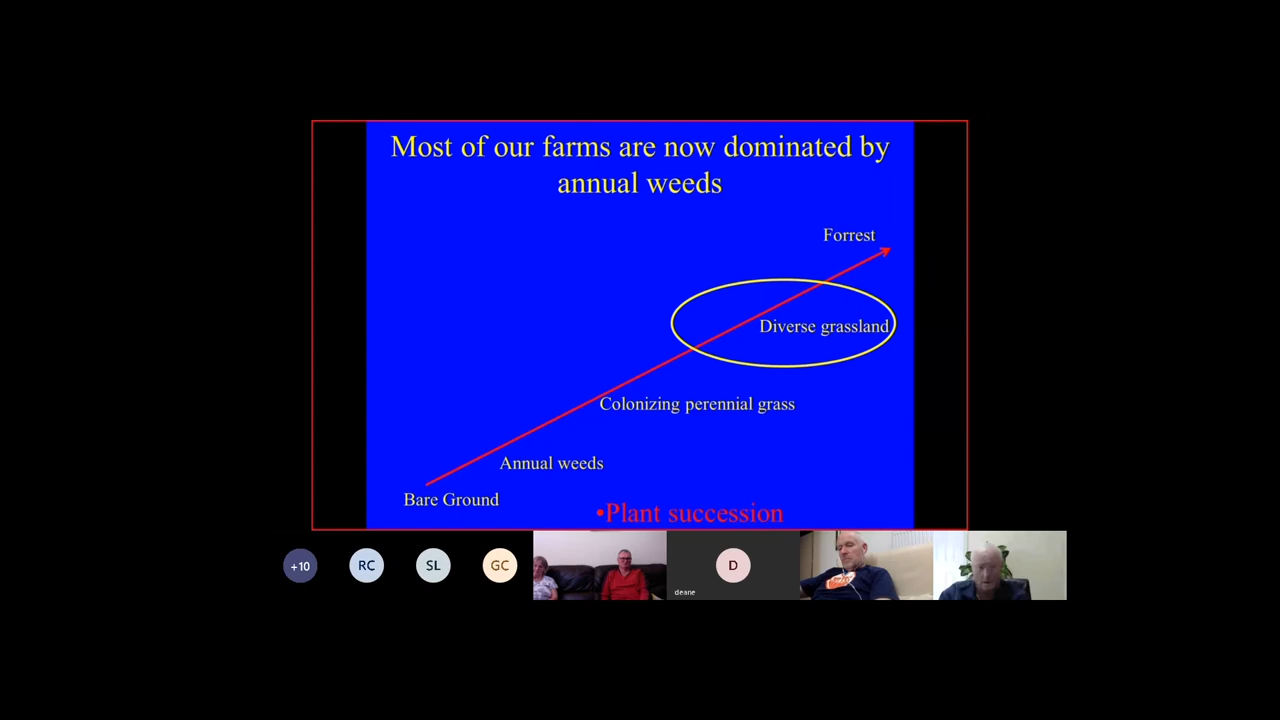 Most of our farms are now dominated by
annual weeds
Forrest
Diverse grassland
Colonizing perennial grass
Annual weeds
Bare Ground
•Plant succession
+10
RC
SL
GC
D
deane